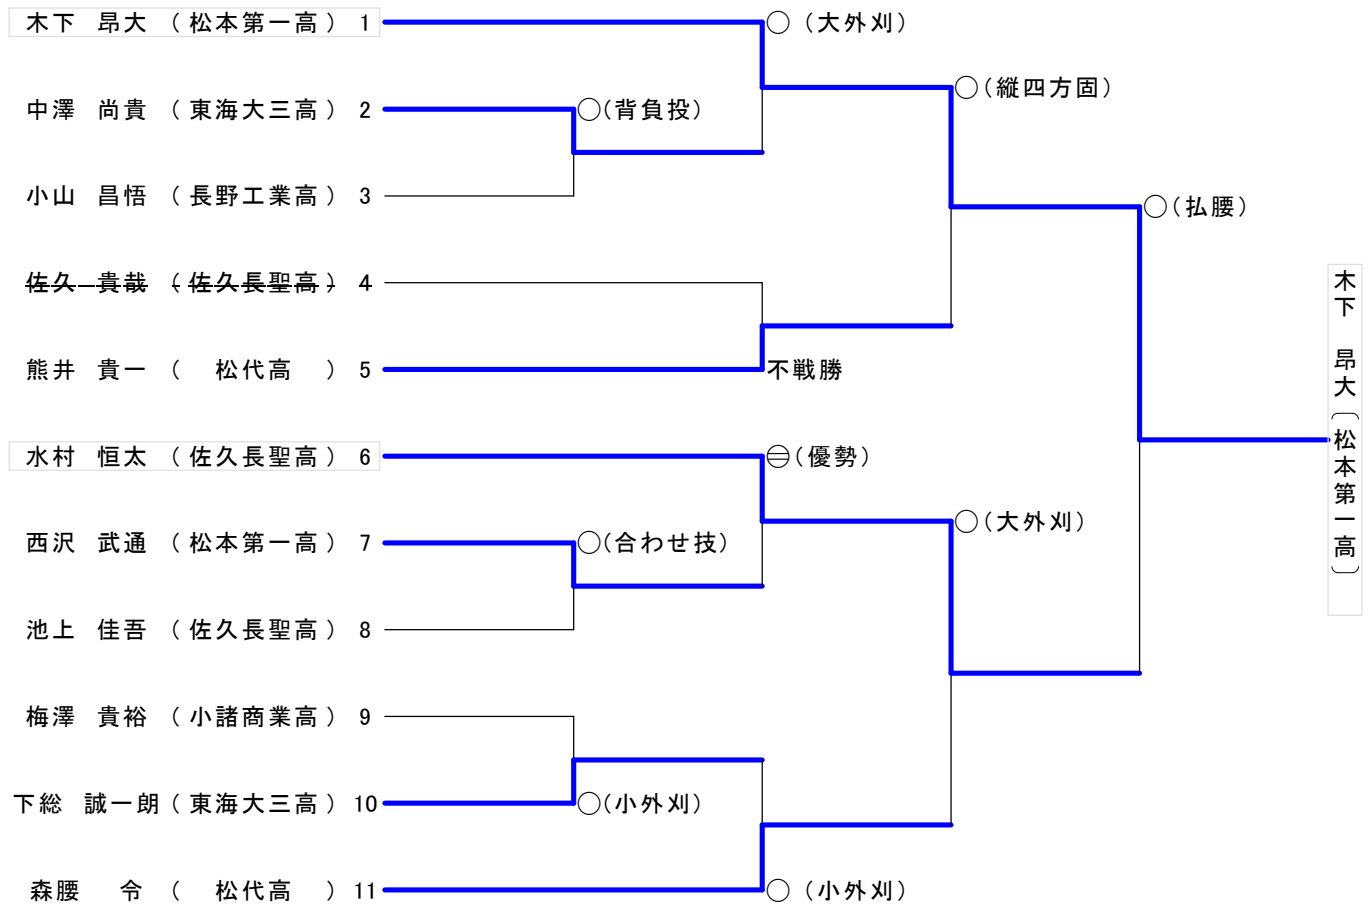 木下 昂大 （ 松本第一高 ） 1 ○ （大外刈）
○（縦四方固）
中澤 尚貴 （ 東海大三高 ） 2 ○（背負投）
小山 昌悟 （ 長野工業高 ） 3
○（払腰）
佐久 貴哉 （ 佐久長聖高 ） 4
熊井 貴一 （ 松代高 ） 5 不戦勝
木下 昂大（松本第一高）
水村 恒太 （ 佐久長聖高 ） 6 ㊀（優勢）
○（大外刈）
西沢 武通 （ 松本第一高 ） 7 ○（合わせ技）
池上 佳吾 （ 佐久長聖高 ） 8
梅澤 貴裕 （ 小諸商業高 ） 9
下総 誠一朗 （ 東海大三高 ） 10 ○（小外刈）
森腰 令 （ 松代高 ） 11 ○ （小外刈）